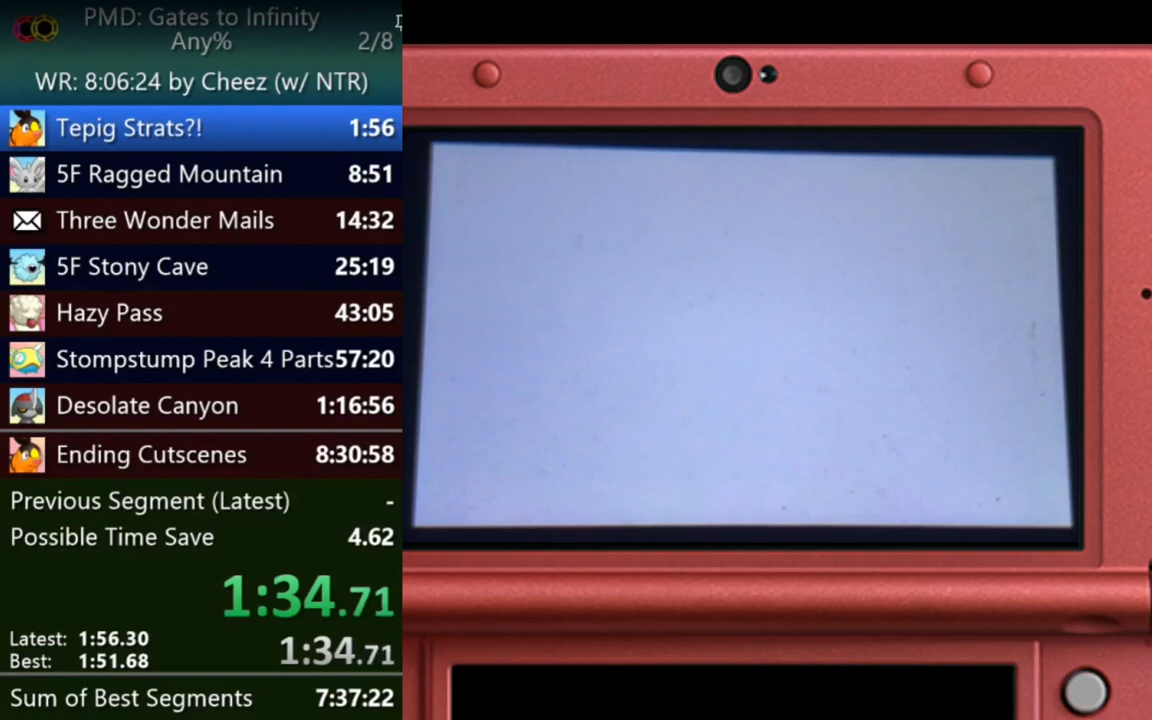 PMD: Gates to Infinity
Any% 2/8
WR: 8:06:24 by Cheez (w/ NTR)
Tepig Strats?! 1:56
5F Ragged Mountain 8:51
Three Wonder Mails 14:32
5F Stony Cave 25:19
Hazy Pass 43:05
Stompstump Peak 4 Parts 57:20
Desolate Canyon 1:16:56
Ending Cutscenes 8:30:58
Previous Segment (Latest) -
Possible Time Save 4.62
1:34.71
Latest: 1:56.30
Best: 1:51.68
1:34.71
Sum of Best Segments 7:37:22